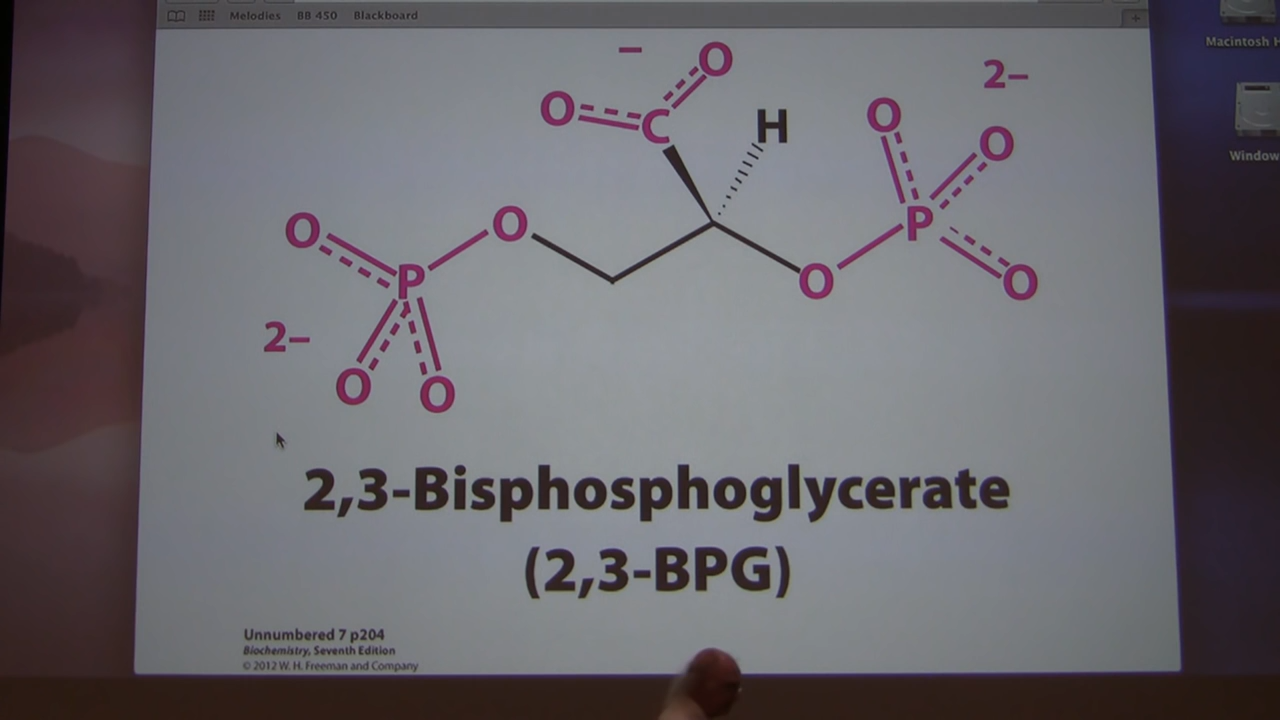 Melodies BB 450 Blackboard
Macintosh H
Window
− O
O C
H
2−
O O
O O P
P O O
2−
O O
2,3-Bisphosphoglycerate
(2,3-BPG)
Unnumbered 7 p204
Biochemistry, Seventh Edition
© 2012 W. H. Freeman and Company